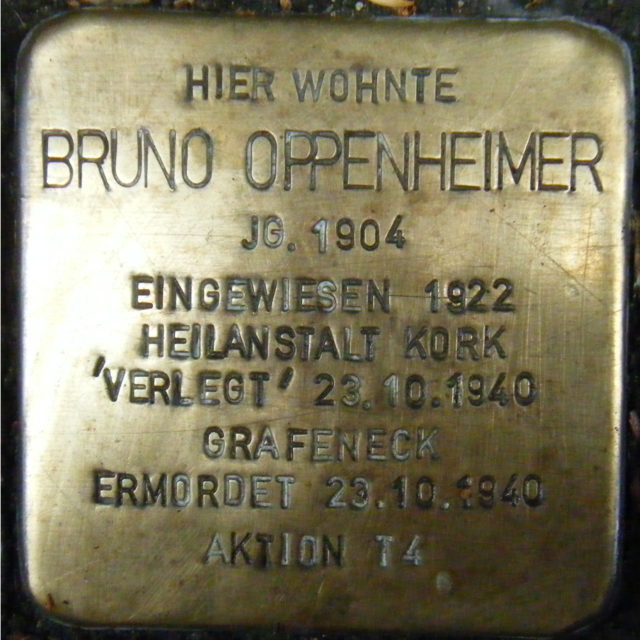 HIER WOHNTE
BRUNO OPPENHEIMER
JG. 1904
EINGEWIESEN 1922
HEILANSTALT KORK
'VERLEGT' 23.10.1940
GRAFENECK
ERMORDET 23.10.1940
AKTION T4